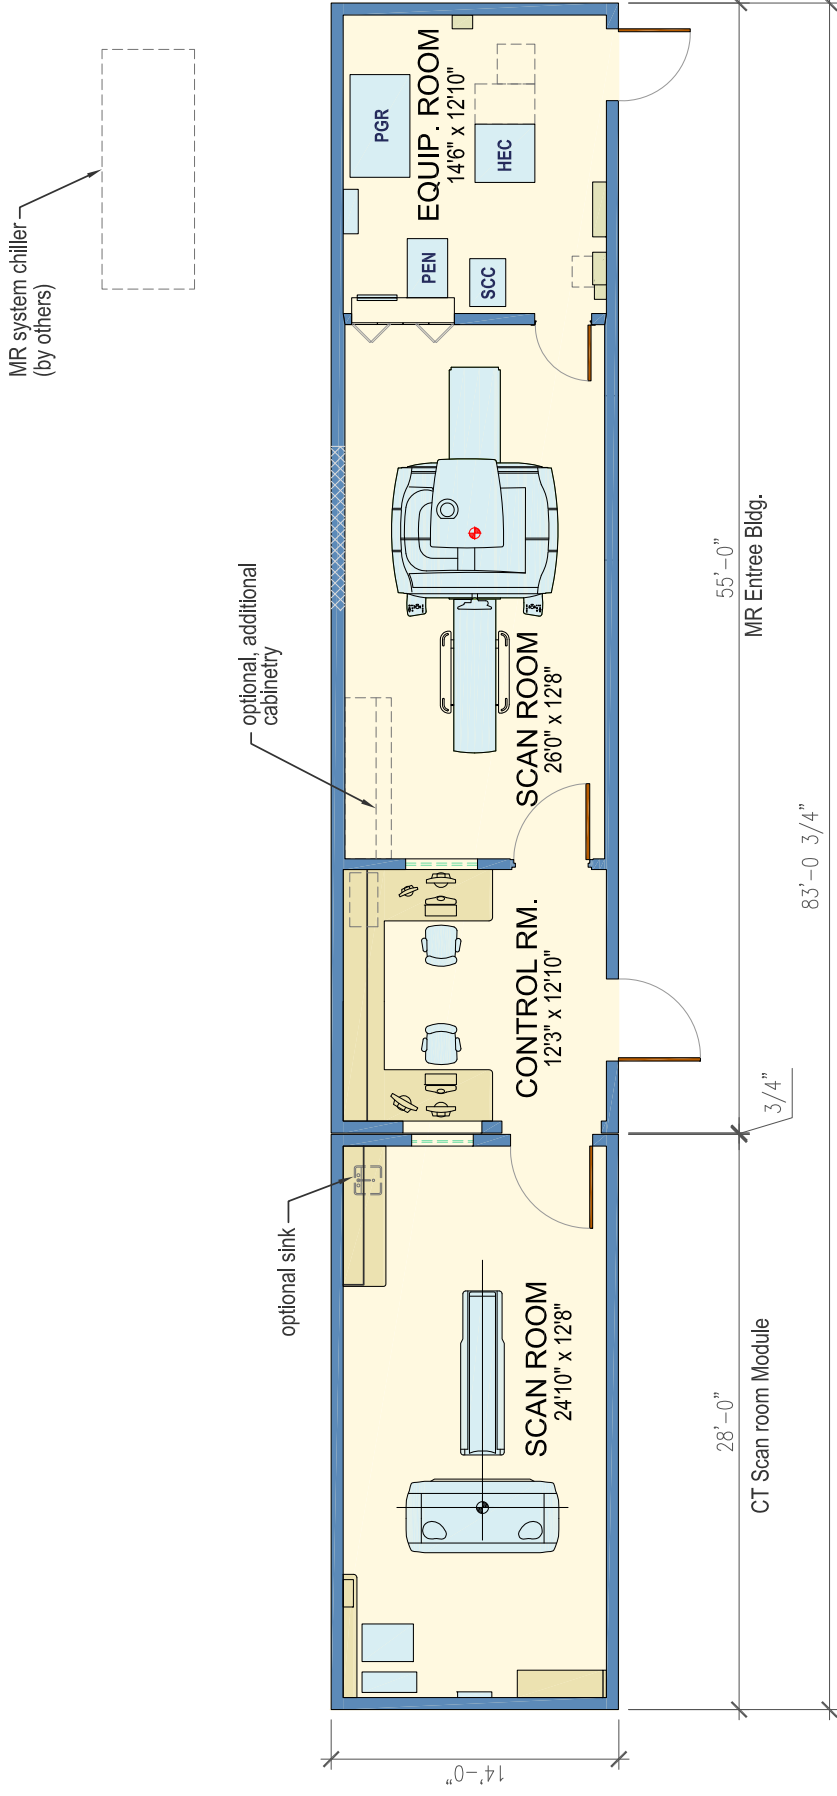 MR system chiller
(by others)
optional, additional
cabinetry
optional sink
SCAN ROOM
24'10" x 12'8"
CONTROL RM.
12'3" x 12'10"
SCAN ROOM
26'0" x 12'8"
EQUIP. ROOM
14'6" x 12'10"
PGR
HEC
PEN
SCC
14'-0"
28'-0"
CT Scan room Module
3/4"
55'-0"
MR Entree Bldg.
83'-0 3/4"